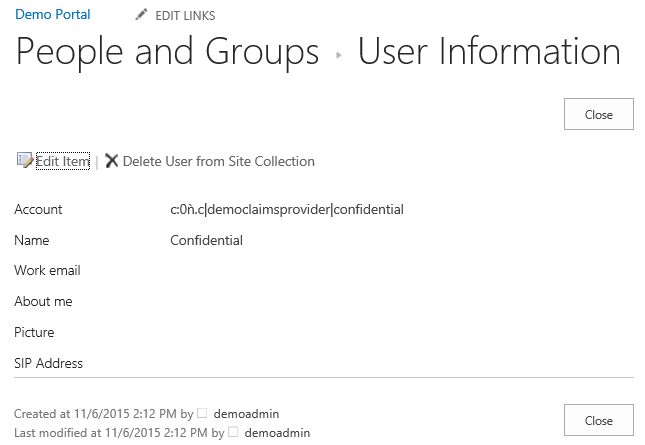 Demo Portal EDIT LINKS
People and Groups ▸ User Information
Close
Edit Item | Delete User from Site Collection
Account c:0ǹ.c|democlaimsprovider|confidential
Name Confidential
Work email
About me
Picture
SIP Address
Created at 11/6/2015 2:12 PM by demoadmin
Close
Last modified at 11/6/2015 2:12 PM by demoadmin